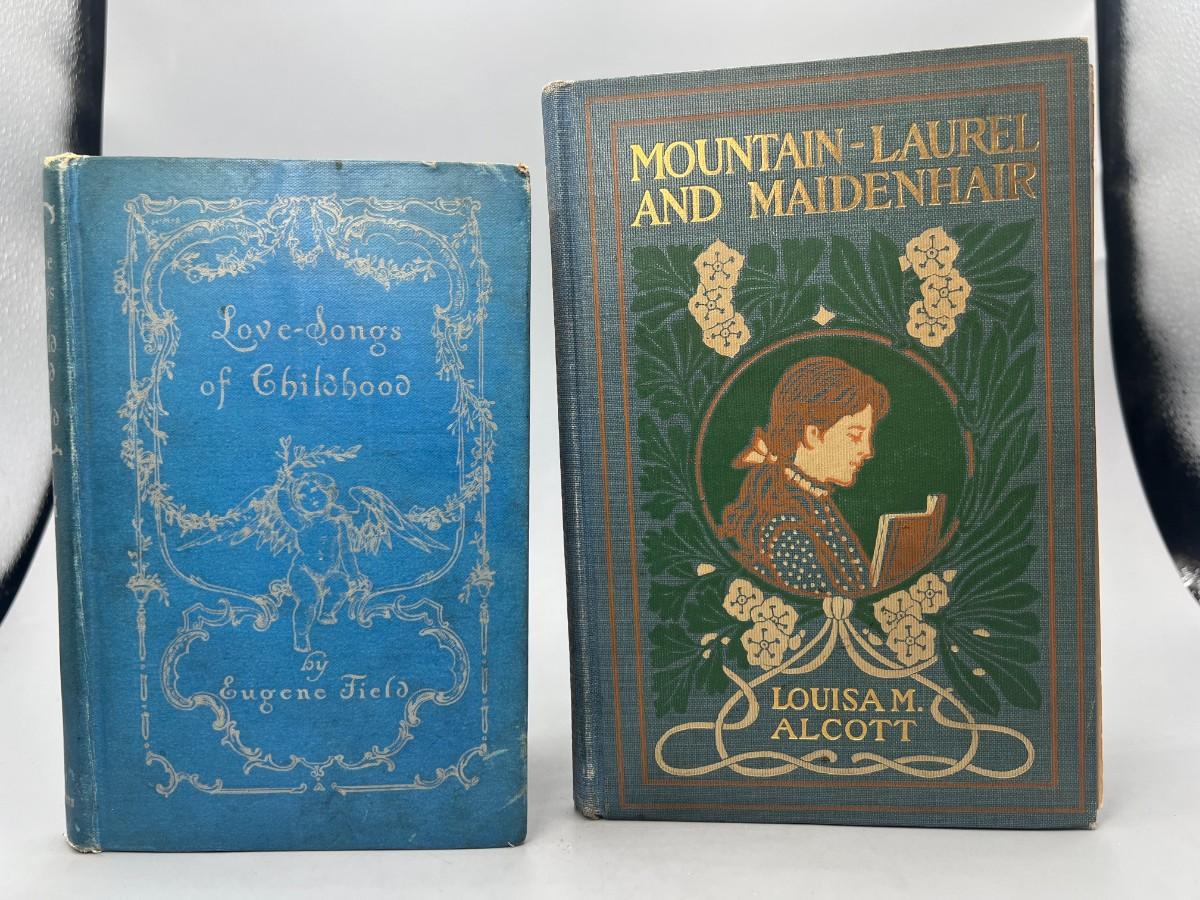 Love-Songs
of Childhood
by
Eugene Field
MOUNTAIN-LAUREL
AND MAIDENHAIR
LOUISA M.
ALCOTT